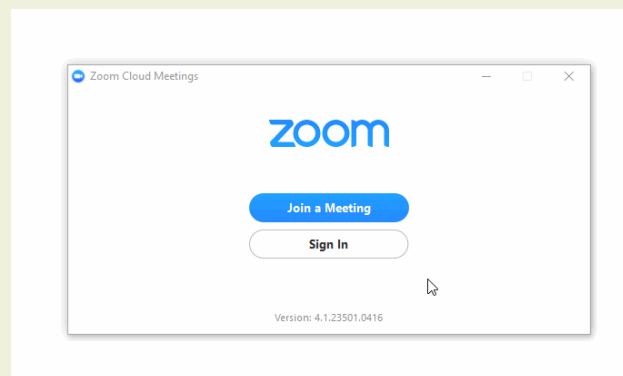 Zoom Cloud Meetings
zoom
Join a Meeting
Sign In
Version: 4.1.23501.0416